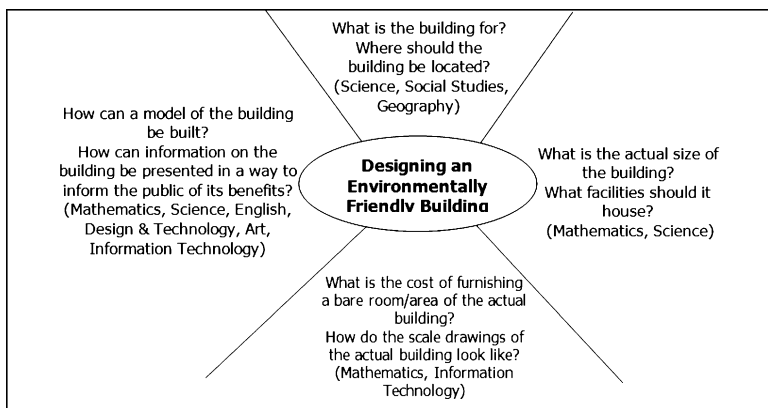 What is the building for?
Where should the
building be located?
(Science, Social Studies,
Geography)
How can a model of the building
be built?
How can information on the
building be presented in a way to
inform the public of its benefits?
(Mathematics, Science, English,
Design & Technology, Art,
Information Technology)
Designing an
Environmentally
Friendly Building
What is the actual size of
the building?
What facilities should it
house?
(Mathematics, Science)
What is the cost of furnishing
a bare room/area of the actual
building?
How do the scale drawings of
the actual building look like?
(Mathematics, Information
Technology)